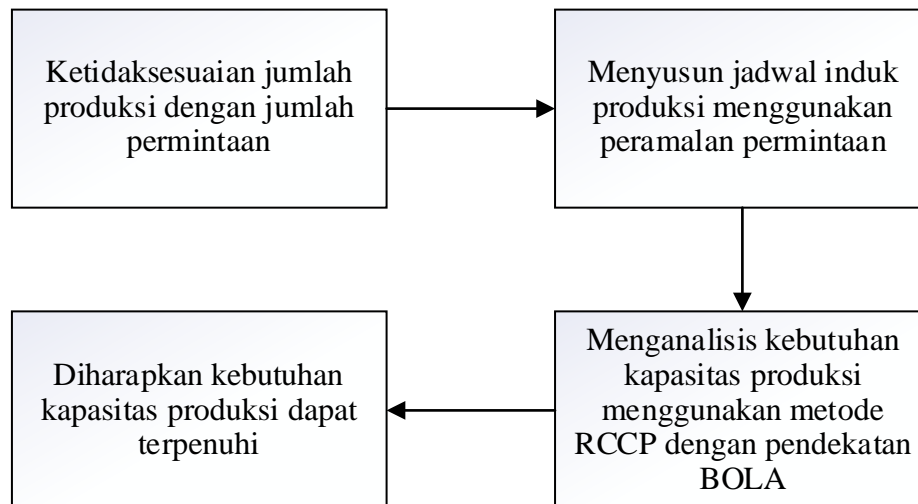 Ketidaksesuaian jumlah
produksi dengan jumlah
permintaan
Menyusun jadwal induk
produksi menggunakan
peramalan permintaan
Menganalisis kebutuhan
kapasitas produksi
menggunakan metode
RCCP dengan pendekatan
BOLA
Diharapkan kebutuhan
kapasitas produksi dapat
terpenuhi